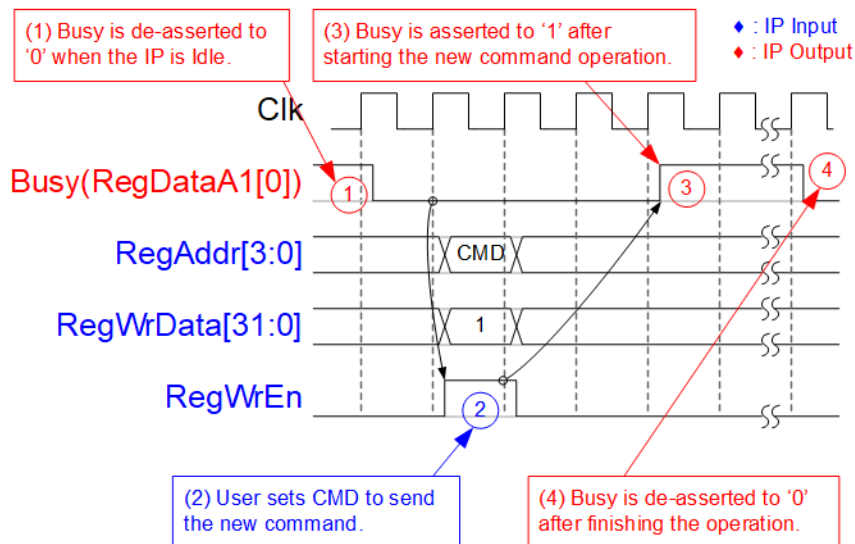 (1) Busy is de-asserted to
‘0’ when the IP is Idle.
(3) Busy is asserted to ‘1’ after
starting the new command operation.
♦ : IP Input
♦ : IP Output
Clk
Busy(RegDataA1[0])
1
3
4
RegAddr[3:0]
CMD
RegWrData[31:0]
1
RegWrEn
2
(2) User sets CMD to send
the new command.
(4) Busy is de-asserted to ‘0’
after finishing the operation.